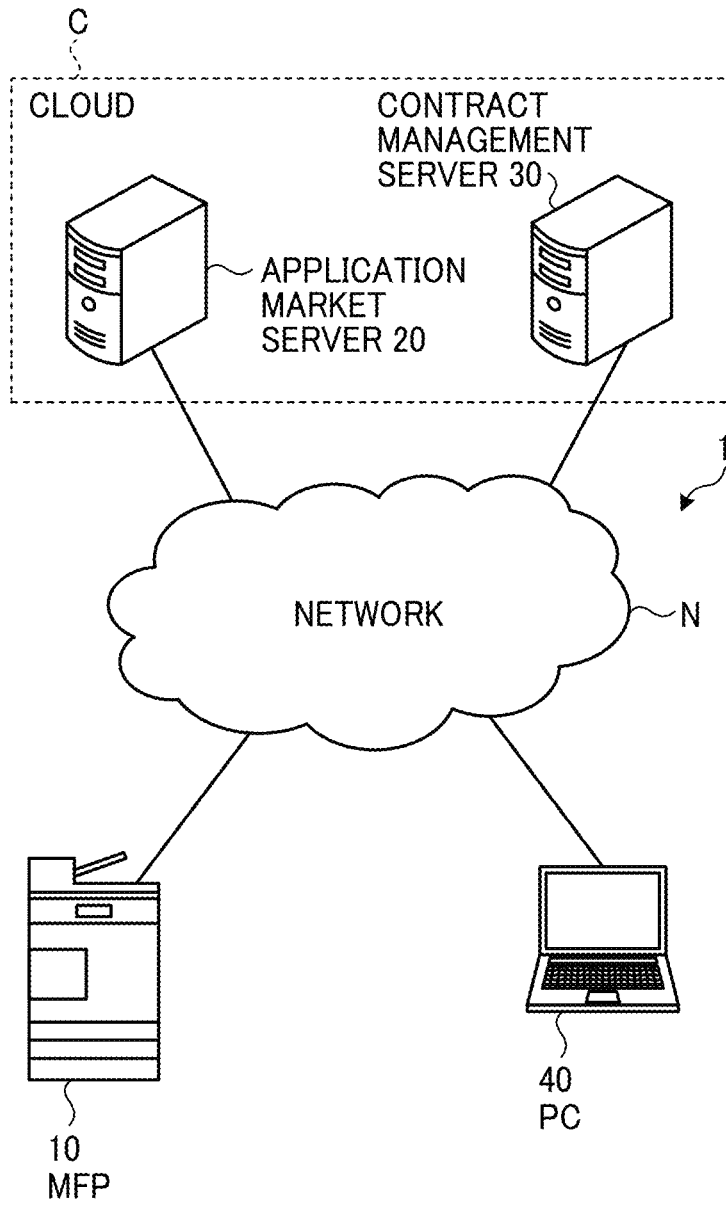 C
CLOUD
CONTRACT
MANAGEMENT
SERVER 30
APPLICATION
MARKET
SERVER 20
1
NETWORK
N
10
MFP
40
PC